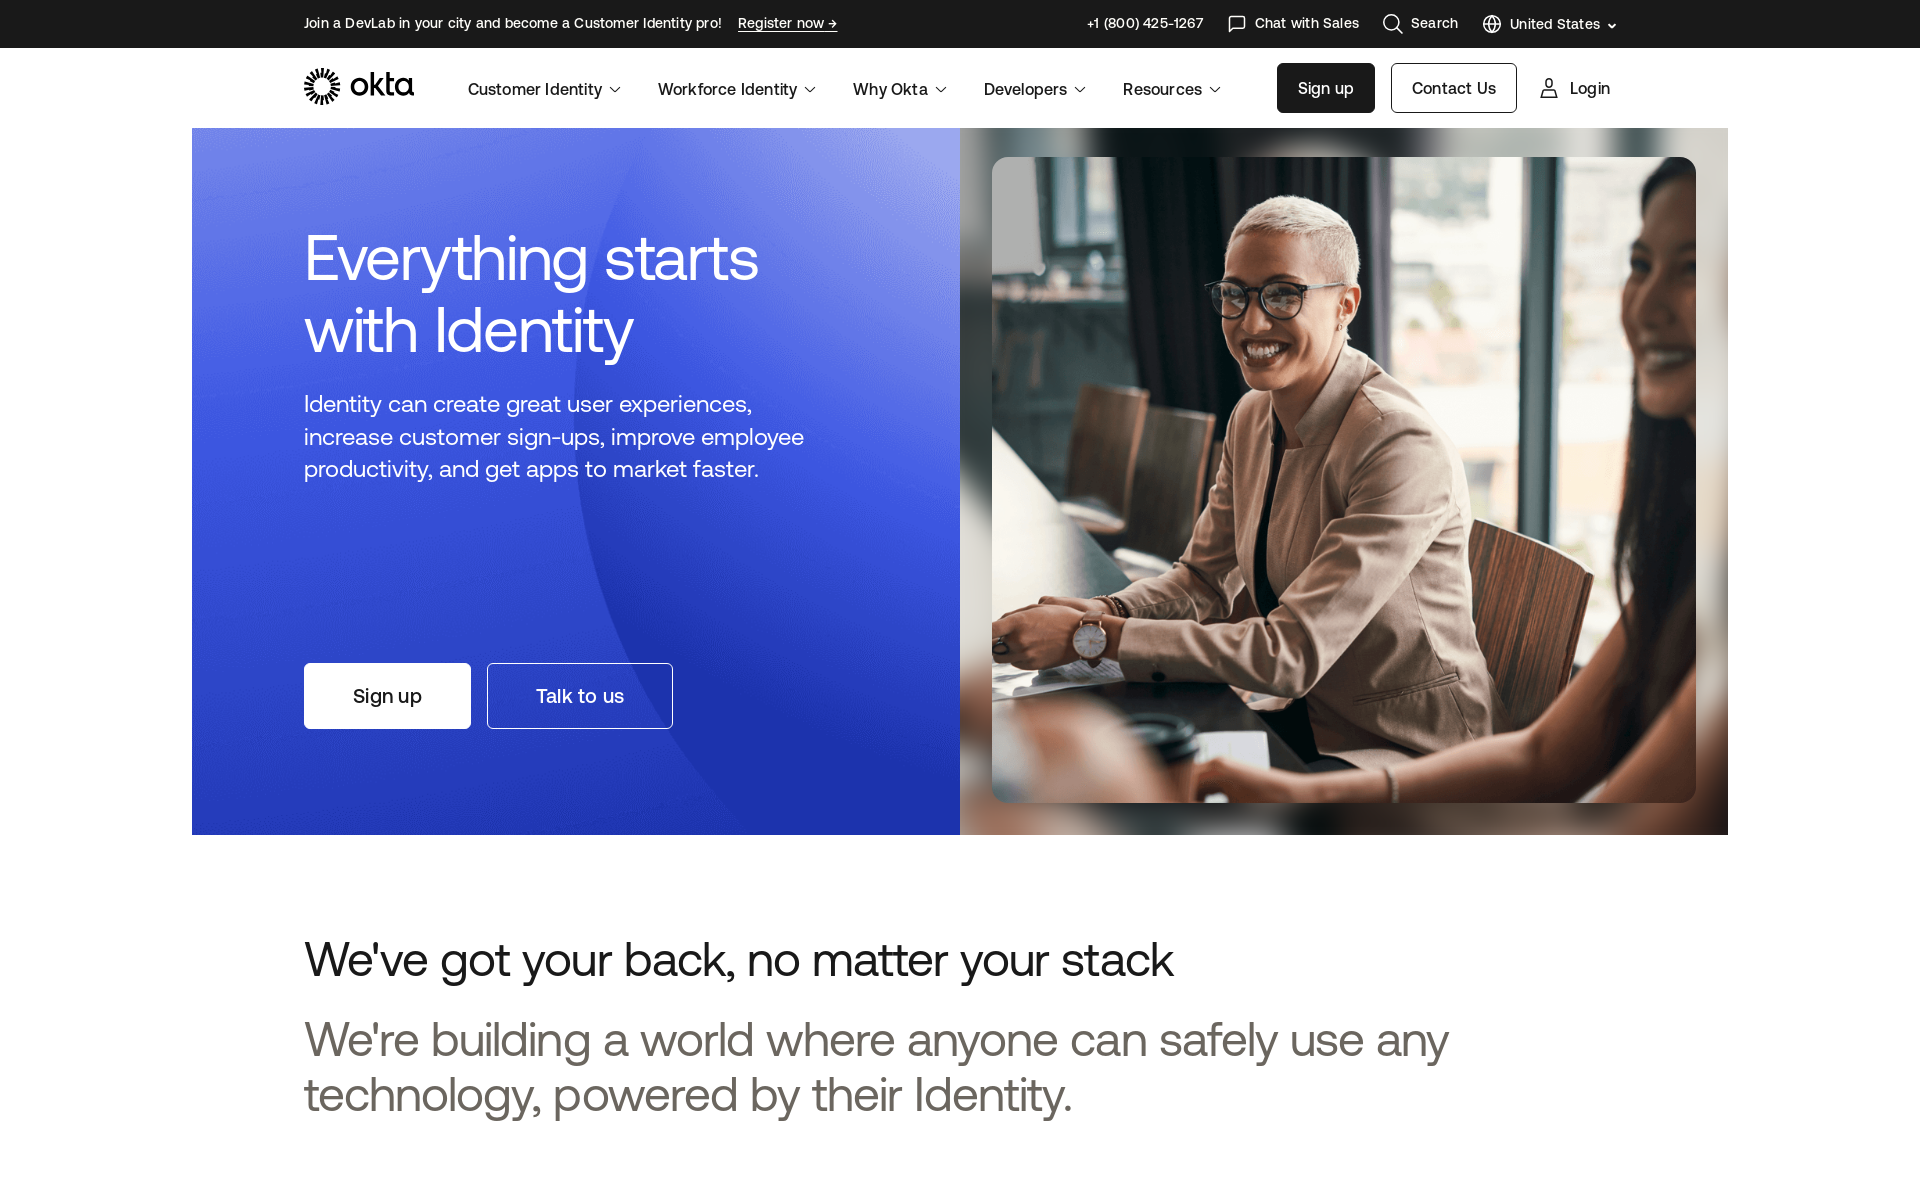 Join a DevLab in your city and become a Customer Identity pro! Register now →
+1 (800) 425-1267 Chat with Sales Search United States
okta Customer Identity Workforce Identity Why Okta Developers Resources Sign up Contact Us Login
Everything starts
with Identity
Identity can create great user experiences,
increase customer sign-ups, improve employee
productivity, and get apps to market faster.
Sign up Talk to us
We've got your back, no matter your stack
We're building a world where anyone can safely use any
technology, powered by their Identity.